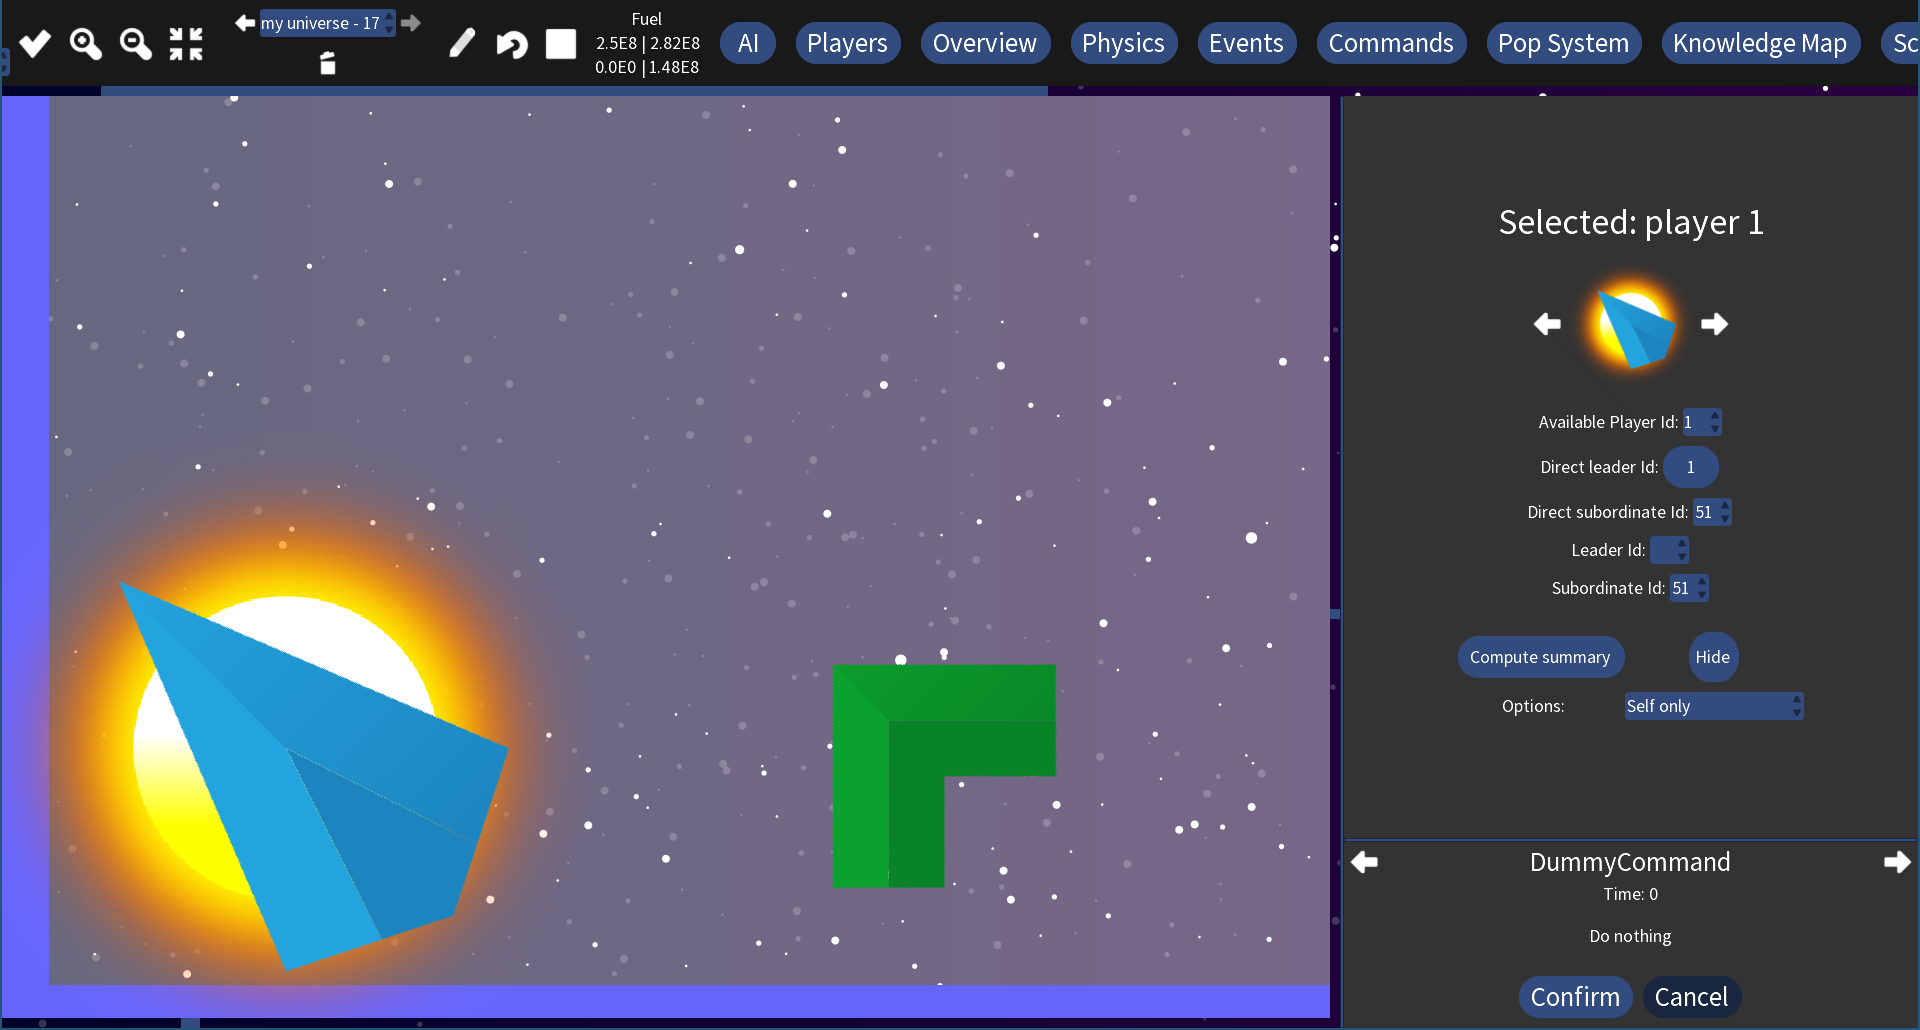 my universe - 17
Fuel
2.5E8 | 2.82E8
0.0E0 | 1.48E8
AI
Players
Overview
Physics
Events
Commands
Pop System
Knowledge Map
Sc
Selected: player 1
Available Player Id: 1
Direct leader Id: 1
Direct subordinate Id: 51
Leader Id:
Subordinate Id: 51
Compute summary
Hide
Options: Self only
DummyCommand
Time: 0
Do nothing
Confirm
Cancel